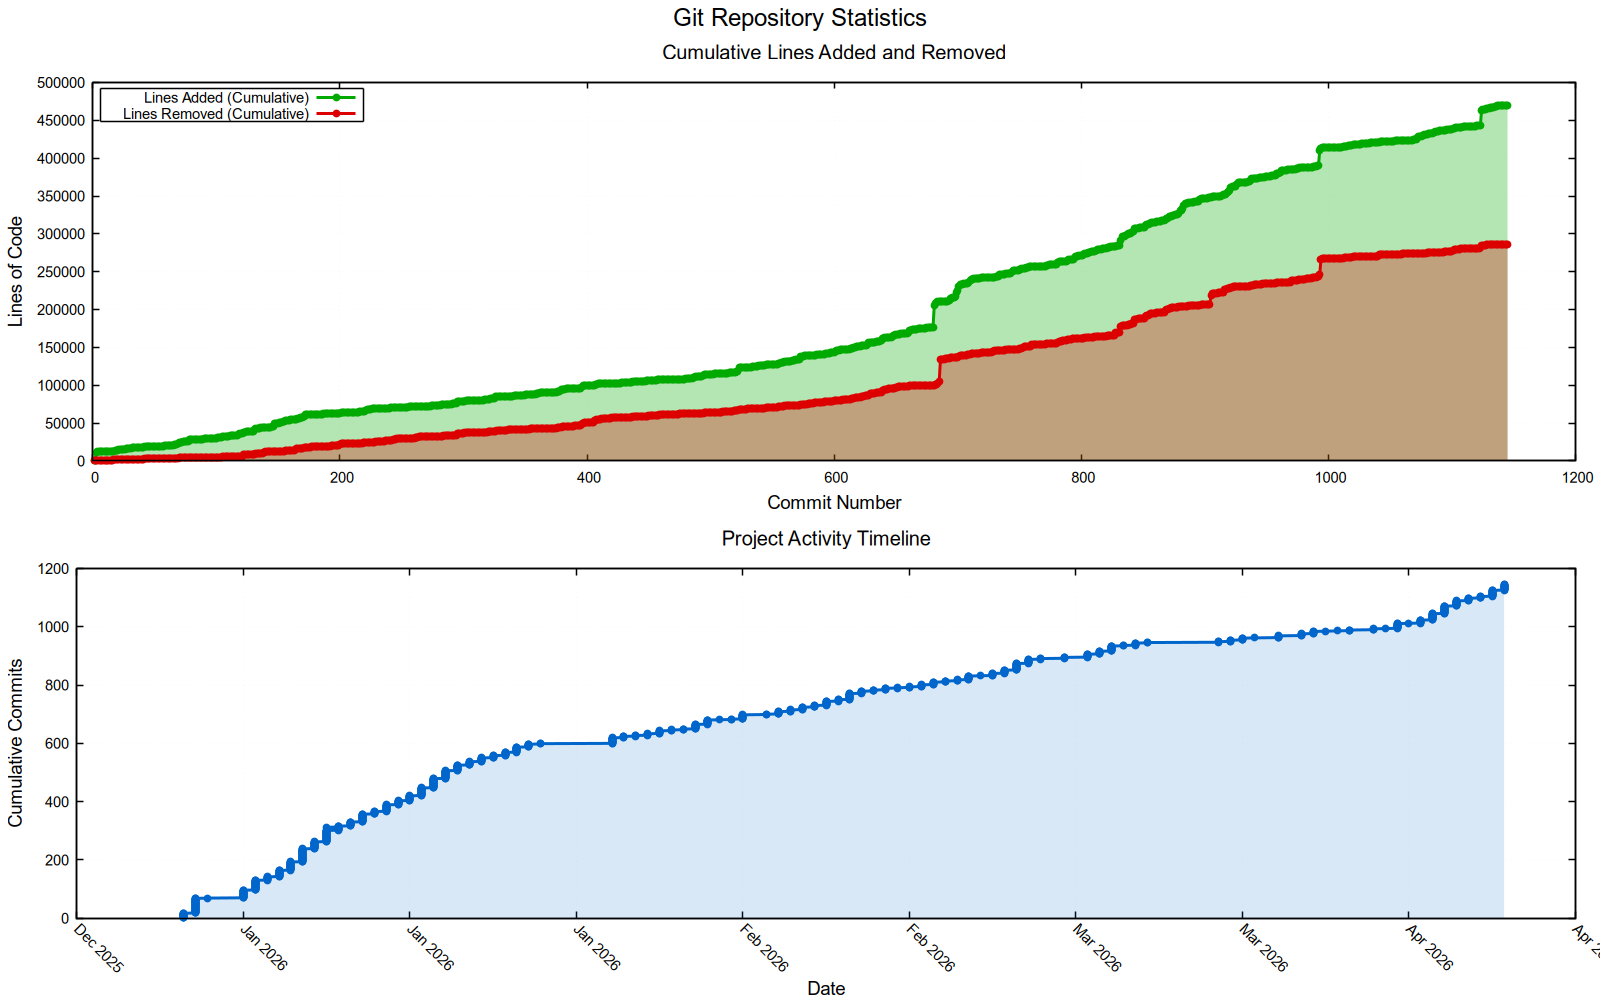 Git Repository Statistics
Cumulative Lines Added and Removed
Lines Added (Cumulative)
Lines Removed (Cumulative)
500000
450000
400000
350000
300000
250000
200000
150000
100000
50000
0
Lines of Code
0 200 400 600 800 1000 1200
Commit Number
Project Activity Timeline
1200
1000
800
600
400
200
0
Cumulative Commits
Dec 2025 Jan 2026 Jan 2026 Jan 2026 Feb 2026 Feb 2026 Mar 2026 Mar 2026 Apr 2026 Apr
Date